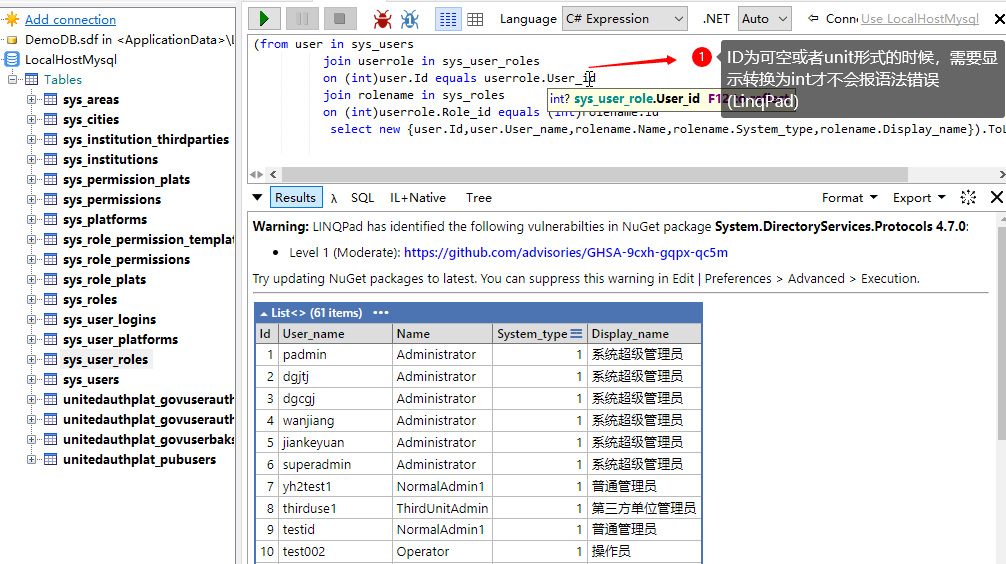 Add connection
DemoDB.sdf in <ApplicationData>\
LocalHostMysql
Tables
sys_areas
sys_cities
sys_institution_thirdparties
sys_institutions
sys_permission_plats
sys_permissions
sys_platforms
sys_role_permission_templat
sys_role_permissions
sys_role_plats
sys_roles
sys_user_logins
sys_user_platforms
sys_user_roles
sys_users
unitedauthplat_govuseraut
unitedauthplat_govuseraut
unitedauthplat_govuserbaks
unitedauthplat_pubusers
Language C# Expression .NET Auto Conn Use LocalHostMysql
(from user in sys_users
join userrole in sys_user_roles
on (int)user.Id equals userrole.User_id
join rolename in sys_roles
on (int)userrole.Role_id equals (int)rolename.Id
select new {user.Id,user.User_name,rolename.Name,rolename.System_type,rolename.Display_name}).ToL
int? sys_user_role.User_id F12
1
ID为可空或者unit形式的时候，需要显
示转换为int才不会报语法错误
(LinqPad)
Results λ SQL IL+Native Tree Format Export
Warning: LINQPad has identified the following vulnerabilties in NuGet package System.DirectoryServices.Protocols 4.7.0:
• Level 1 (Moderate): https://github.com/advisories/GHSA-9cxh-gqpx-qc5m
Try updating NuGet packages to latest. You can suppress this warning in Edit | Preferences > Advanced > Execution.
List<> (61 items) •••
Id User_name Name System_type Display_name
1 padmin Administrator 1 系统超级管理员
2 dgjtj Administrator 1 系统超级管理员
3 dgcgj Administrator 1 系统超级管理员
4 wanjiang Administrator 1 系统超级管理员
5 jiankeyuan Administrator 1 系统超级管理员
6 superadmin Administrator 1 系统超级管理员
7 yh2test1 NormalAdmin1 1 普通管理员
8 thirduse1 ThirdUnitAdmin 1 第三方单位管理员
9 testid NormalAdmin1 1 普通管理员
10 test002 Operator 1 操作员